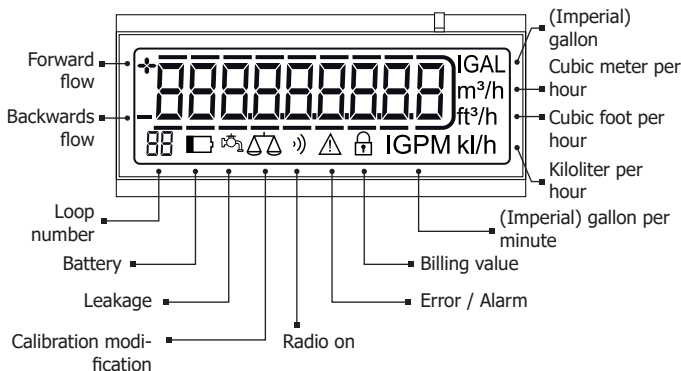 (Imperial)
gallon
Forward
flow
Cubic meter per
hour
Backwards
flow
Cubic foot per
hour
Kiloliter per
hour
888888888
IGAL
m³/h
ft³/h
88
IGPM kl/h
Loop
number
(Imperial) gallon per
minute
Battery
Billing value
Leakage
Error / Alarm
Calibration modi-
fication
Radio on